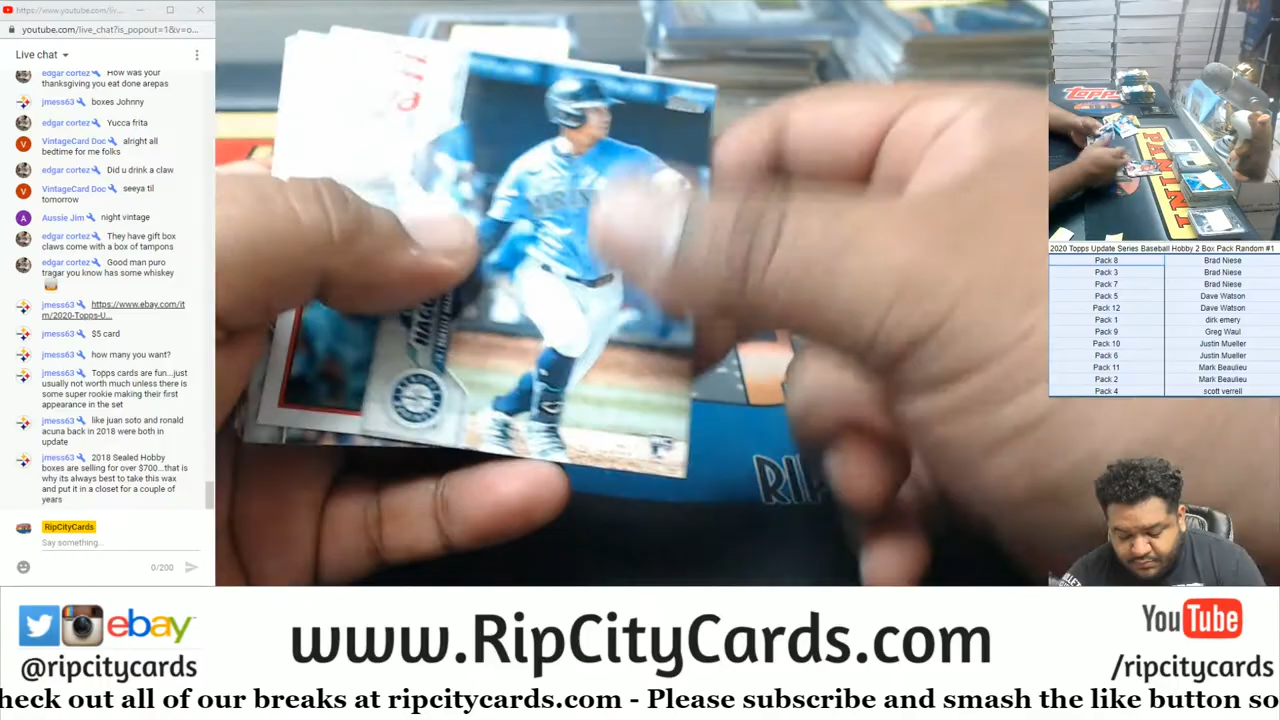 https://www.youtube.com/liv...
https://www.youtube.com/live_chat?is_popout=1&v=o...
Live chat
edgar cortez How was your
thanksgiving you eat done arepas
jmess63 boxes Johnny
edgar cortez Yucca frita
VintageCard Doc alright all
bedtime for me folks
edgar cortez Did u drink a claw
VintageCard Doc seeya til
tomorrow
Aussie Jim night vintage
edgar cortez They have gift box
claws come with a box of tampons
edgar cortez Good man puro
tragar you know has some whiskey
jmess63 https://www.ebay.com/it
m/2020-Topps-U...
jmess63 $5 card
jmess63 how many you want?
jmess63 Topps cards are fun...just
usually not worth much unless there is
some super rookie making their first
appearance in the set
jmess63 like juan soto and ronald
acuna back in 2018 were both in
update
jmess63 2018 Sealed Hobby
boxes are selling for over $700...that is
why its always best to take this wax
and put it in a closet for a couple of
years
RipCityCards
Say something...
0/200
PANINI
2020 Topps Update Series Baseball Hobby 2 Box Pack Random #1
Pack 8 Brad Niese
Pack 3 Brad Niese
Pack 7 Brad Niese
Pack 5 Dave Watson
Pack 12 Dave Watson
Pack 1 dirk emery
Pack 9 Greg Waul
Pack 10 Justin Mueller
Pack 6 Justin Mueller
Pack 11 Mark Beaulieu
Pack 2 Mark Beaulieu
Pack 4 scott verrell
ebay
@ripcitycards
www.RipCityCards.com
YouTube
/ripcitycards
heck out all of our breaks at ripcitycards.com - Please subscribe and smash the like button so